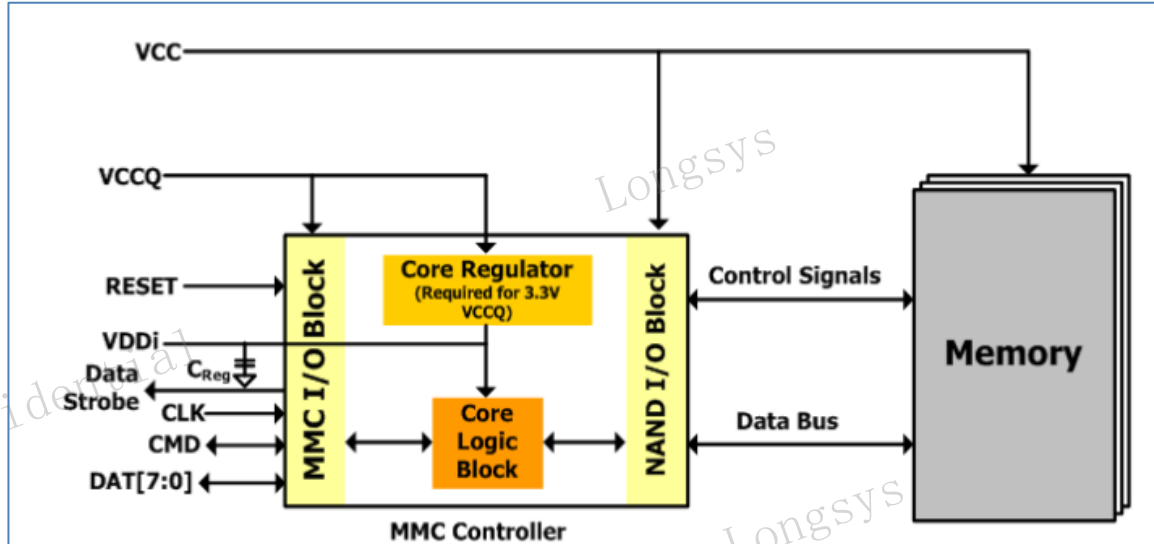 VCC
Longsys
VCCQ
MMC I/O Block
Core Regulator
(Required for 3.3V
VCCQ)
NAND I/O Block
RESET
Control Signals
VDDi
CReg
Memory
Data
Strobe
idential
CLK
Core
Logic
Block
Data Bus
CMD
DAT[7:0]
Longsys
MMC Controller